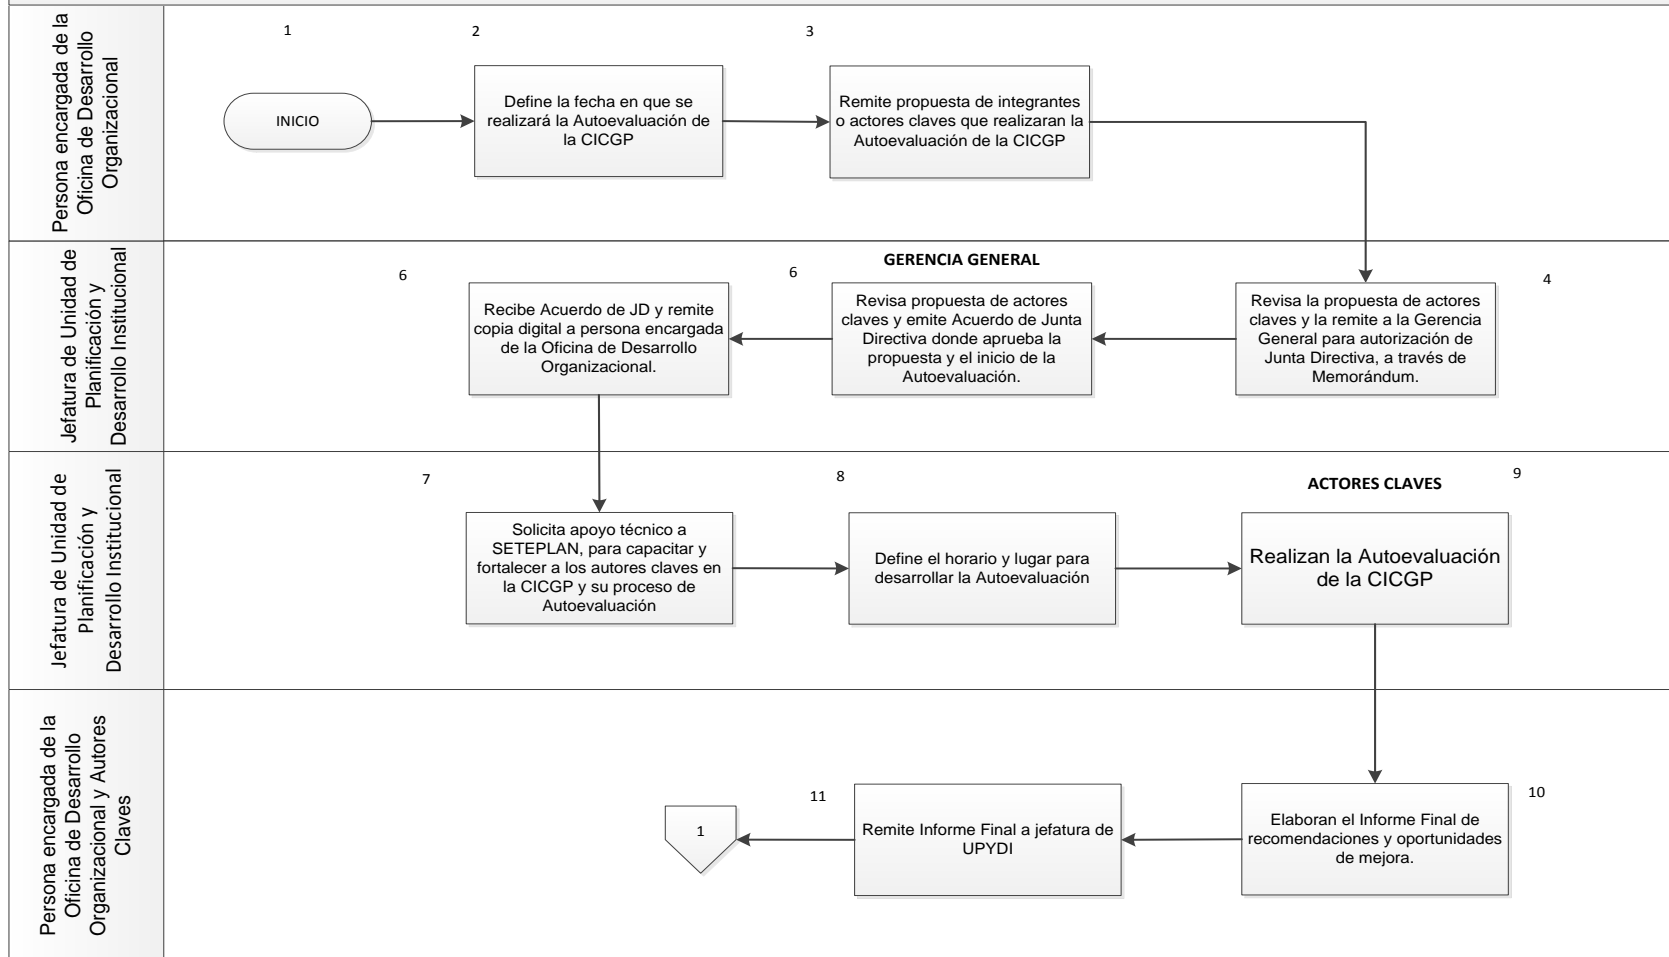 Persona encargada de la
Oficina de Desarrollo
Organizacional
1
2
3
INICIO
Define la fecha en que se
realizará la Autoevaluación de
la CICGP
Remite propuesta de integrantes
o actores claves que realizaran la
Autoevaluación de la CICGP
Jefatura de Unidad de
Planificación y
Desarrollo Institucional
6
6
GERENCIA GENERAL
4
Recibe Acuerdo de JD y remite
copia digital a persona encargada
de la Oficina de Desarrollo
Organizacional.
Revisa propuesta de actores
claves y emite Acuerdo de Junta
Directiva donde aprueba la
propuesta y el inicio de la
Autoevaluación.
Revisa la propuesta de actores
claves y la remite a la Gerencia
General para autorización de
Junta Directiva, a través de
Memorándum.
Jefatura de Unidad de
Planificación y
Desarrollo Institucional
7
8
ACTORES CLAVES
9
Solicita apoyo técnico a
SETEPLAN, para capacitar y
fortalecer a los autores claves en
la CICGP y su proceso de
Autoevaluación
Define el horario y lugar para
desarrollar la Autoevaluación
Realizan la Autoevaluación
de la CICGP
Persona encargada de la
Oficina de Desarrollo
Organizacional y Autores
Claves
1
11
Remite Informe Final a jefatura de
UPYDI
10
Elaboran el Informe Final de
recomendaciones y oportunidades
de mejora.